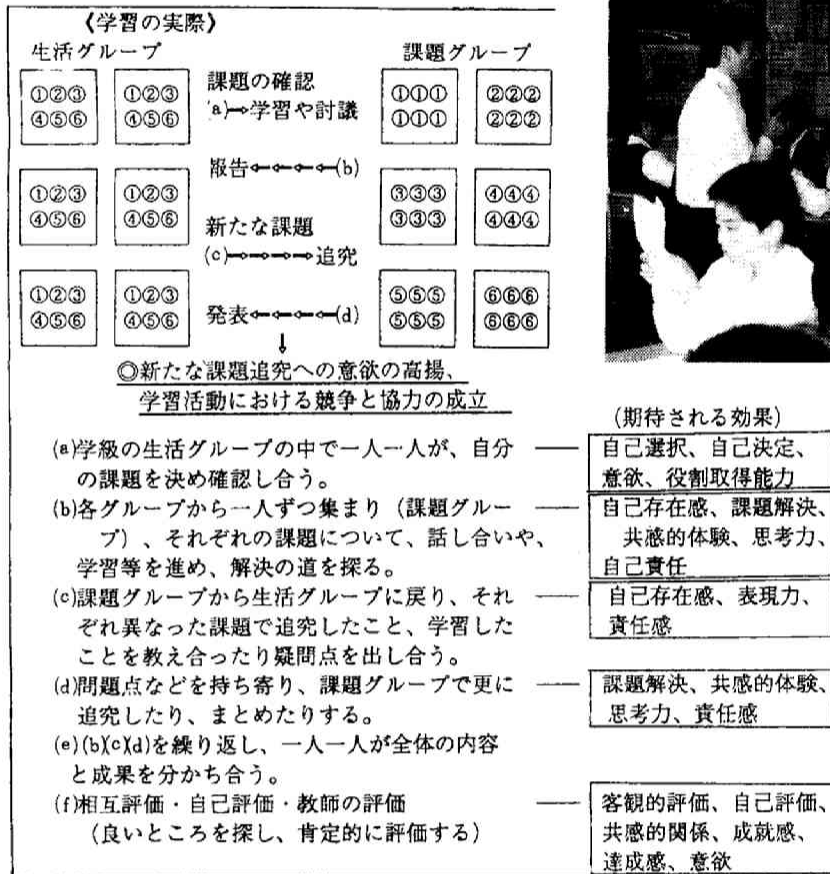 《学習の実際》
生活グループ
課題グループ
①②③
④⑤⑥
①②③
④⑤⑥
課題の確認
(a)→学習や討議
①①①
①①①
②②②
②②②
報告←←←←(b)
①②③
④⑤⑥
①②③
④⑤⑥
新たな課題
(c)→→→→追究
③③③
③③③
④④④
④④④
①②③
④⑤⑥
①②③
④⑤⑥
発表←←←←(d)
↓
⑤⑤⑤
⑤⑤⑤
⑥⑥⑥
⑥⑥⑥
◎新たな課題追究への意欲の高揚、
学習活動における競争と協力の成立
(期待される効果)
(a)学級の生活グループの中で一人一人が、自分
の課題を決め確認し合う。
自己選択、自己決定、
意欲、役割取得能力
(b)各グループから一人ずつ集まり（課題グルー
プ）、それぞれの課題について、話し合いや、
学習等を進め、解決の道を探る。
自己存在感、課題解決、
共感的体験、思考力、
自己責任
(c)課題グループから生活グループに戻り、それ
ぞれ異なった課題で追究したこと、学習した
ことを教え合ったり疑問点を出し合う。
自己存在感、表現力、
責任感
(d)問題点などを持ち寄り、課題グループで更に
追究したり、まとめたりする。
課題解決、共感的体験、
思考力、責任感
(e)(b)(c)(d)を繰り返し、一人一人が全体の内容
と成果を分かち合う。
(f)相互評価・自己評価・教師の評価
（良いところを探し、肯定的に評価する）
客観的評価、自己評価、
共感的関係、成就感、
達成感、意欲